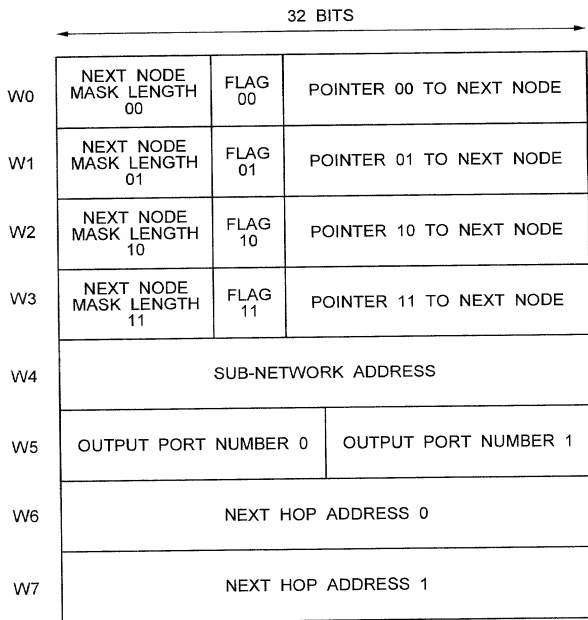 32 BITS
W0
NEXT NODE
MASK LENGTH
00
FLAG
00
POINTER 00 TO NEXT NODE
W1
NEXT NODE
MASK LENGTH
01
FLAG
01
POINTER 01 TO NEXT NODE
W2
NEXT NODE
MASK LENGTH
10
FLAG
10
POINTER 10 TO NEXT NODE
W3
NEXT NODE
MASK LENGTH
11
FLAG
11
POINTER 11 TO NEXT NODE
W4
SUB-NETWORK ADDRESS
W5
OUTPUT PORT NUMBER 0
OUTPUT PORT NUMBER 1
W6
NEXT HOP ADDRESS 0
W7
NEXT HOP ADDRESS 1